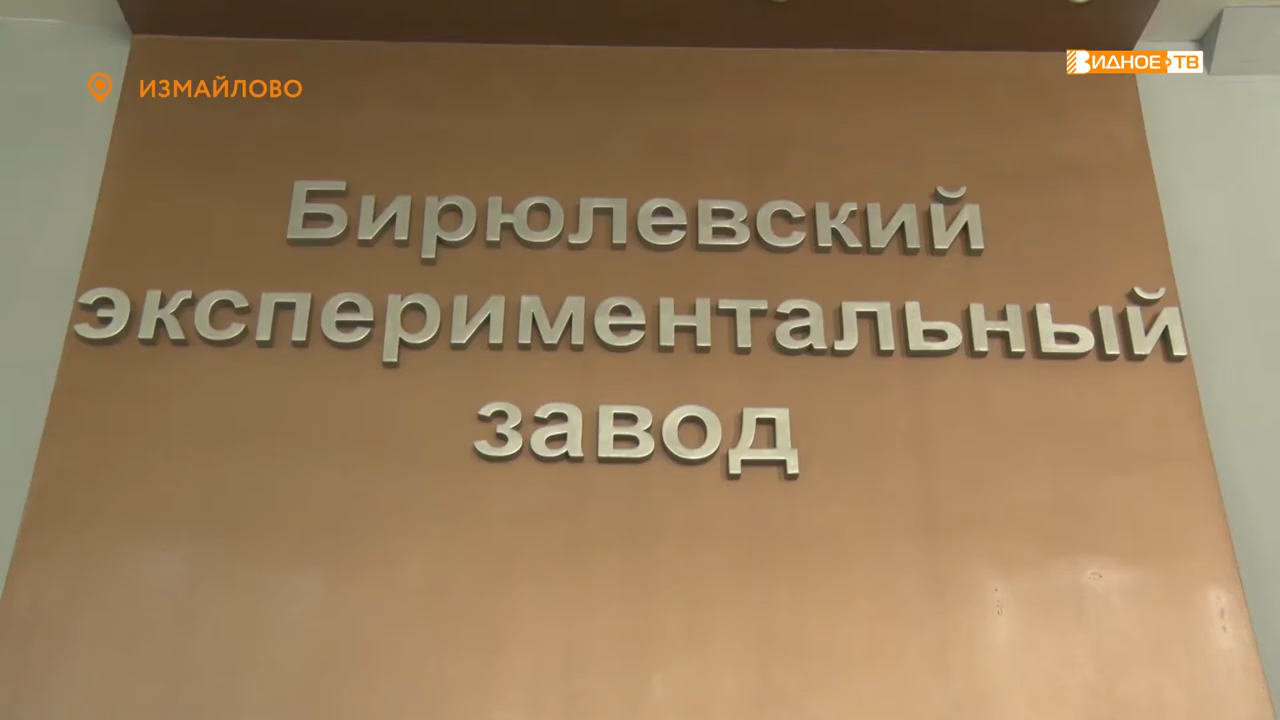 ИЗМАЙЛОВО
ВИДНОЕ ТВ
Бирюлевский
экспериментальный
завод